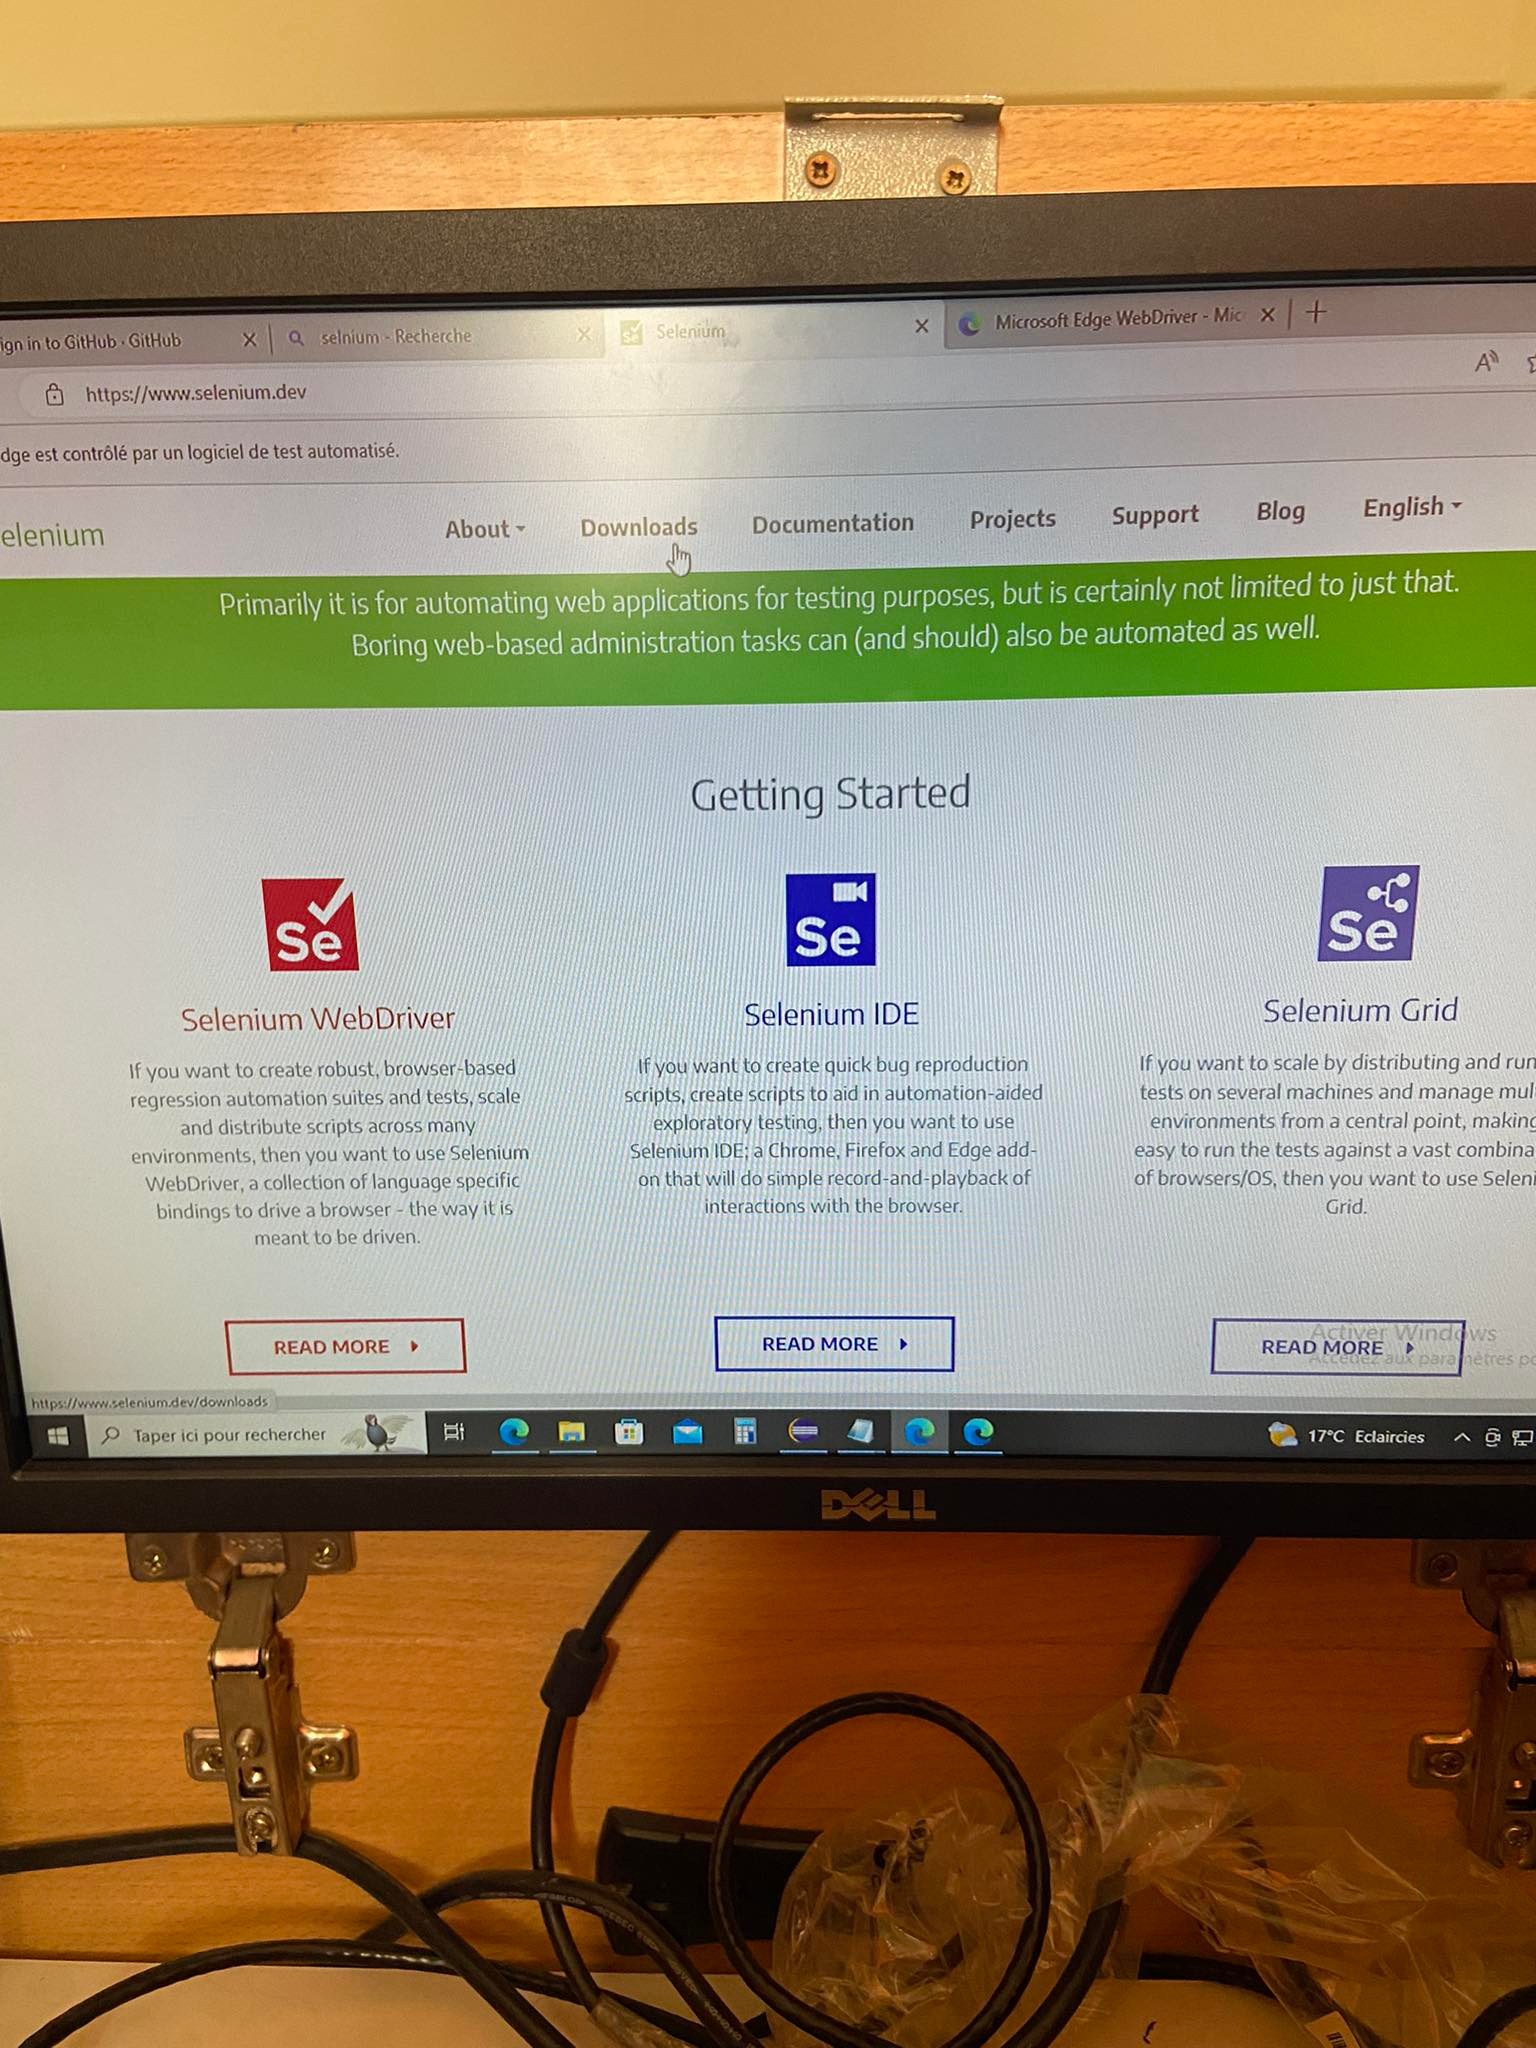 ign in to GitHub · GitHub
selnium - Recherche
Selenium
Microsoft Edge WebDriver - Mic
https://www.selenium.dev
dge est contrôlé par un logiciel de test automatisé.
elenium
About
Downloads
Documentation
Projects
Support
Blog
English
Primarily it is for automating web applications for testing purposes, but is certainly not limited to just that.
Boring web-based administration tasks can (and should) also be automated as well.
Getting Started
Se
Selenium WebDriver
If you want to create robust, browser-based
regression automation suites and tests, scale
and distribute scripts across many
environments, then you want to use Selenium
WebDriver, a collection of language specific
bindings to drive a browser - the way it is
meant to be driven.
READ MORE
Se
Selenium IDE
If you want to create quick bug reproduction
scripts, create scripts to aid in automation-aided
exploratory testing, then you want to use
Selenium IDE; a Chrome, Firefox and Edge add-
on that will do simple record-and-playback of
interactions with the browser.
READ MORE
Se
Selenium Grid
If you want to scale by distributing and run
tests on several machines and manage mul
environments from a central point, making
easy to run the tests against a vast combina
of browsers/OS, then you want to use Selen
Grid.
READ MORE
Activer Windows
Accédez aux paramètres po
https://www.selenium.dev/downloads
Taper ici pour rechercher
17°C Eclaircies
DELL